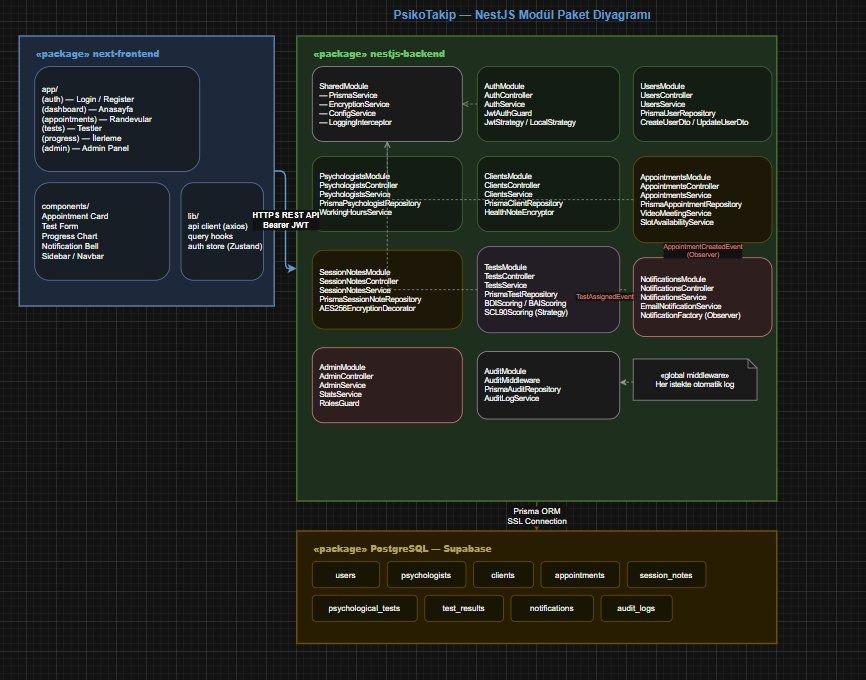 PsikoTakip — NestJS Modül Paket Diyagramı
«package» next-frontend
app/
(auth) — Login / Register
(dashboard) — Anasayfa
(appointments) — Randevular
(tests) — Testler
(progress) — İlerleme
(admin) — Admin Panel
components/
Appointment Card
Test Form
Progress Chart
Notification Bell
Sidebar / Navbar
lib/
api client (axios)
query hooks
auth store (Zustand)
HTTPS REST API
Bearer JWT
«package» nestjs-backend
SharedModule
— PrismaService
— EncryptionService
— ConfigService
— LoggingInterceptor
AuthModule
AuthController
AuthService
JwtAuthGuard
JwtStrategy / LocalStrategy
UsersModule
UsersController
UsersService
PrismaUserRepository
CreateUserDto / UpdateUserDto
PsychologistsModule
PsychologistsController
PsychologistsService
PrismaPsychologistRepository
WorkingHoursService
ClientsModule
ClientsController
ClientsService
PrismaClientRepository
HealthNoteEncryptor
AppointmentsModule
AppointmentsController
AppointmentsService
PrismaAppointmentRepository
VideoMeetingService
SlotAvailabilityService
AppointmentCreatedEvent
(Observer)
SessionNotesModule
SessionNotesController
SessionNotesService
PrismaSessionNoteRepository
AES256EncryptionDecorator
TestsModule
TestsController
TestsService
PrismaTestRepository
BDIScoring / BAIScoring
SCL90Scoring (Strategy)
TestAssignedEvent
NotificationsModule
NotificationsController
NotificationsService
EmailNotificationService
NotificationFactory (Observer)
AdminModule
AdminController
AdminService
StatsService
RolesGuard
AuditModule
AuditMiddleware
PrismaAuditRepository
AuditLogService
«global middleware»
Her istekte otomatik log
Prisma ORM
SSL Connection
«package» PostgreSQL — Supabase
users
psychologists
clients
appointments
session_notes
psychological_tests
test_results
notifications
audit_logs